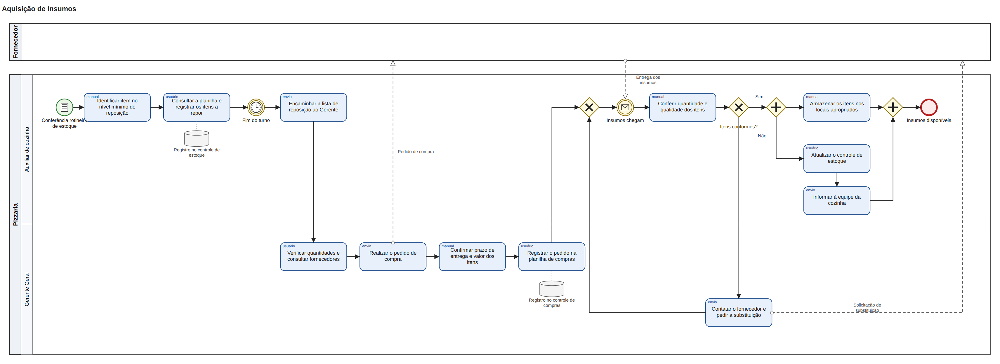 Aquisição de Insumos
Fornecedor
Pizzaria
Auxiliar de cozinha
Gerente Geral
Conferência rotineira
de estoque
manual
Identificar item no
nível mínimo de
reposição
usuário
Consultar a planilha e
registrar os itens a
repor
Registro no controle de
estoque
Fim do turno
envio
Encaminhar a lista de
reposição ao Gerente
Pedido de compra
Entrega dos
insumos
Insumos chegam
manual
Conferir quantidade e
qualidade dos itens
Itens conformes?
Sim
Não
manual
Armazenar os itens nos
locais apropriados
Insumos disponíveis
usuário
Atualizar o controle de
estoque
envio
Informar à equipe da
cozinha
usuário
Verificar quantidades e
consultar fornecedores
envio
Realizar o pedido de
compra
manual
Confirmar prazo de
entrega e valor dos
itens
usuário
Registrar o pedido na
planilha de compras
Registro no controle de
compras
envio
Contatar o fornecedor e
pedir a substituição
Solicitação de
substituição